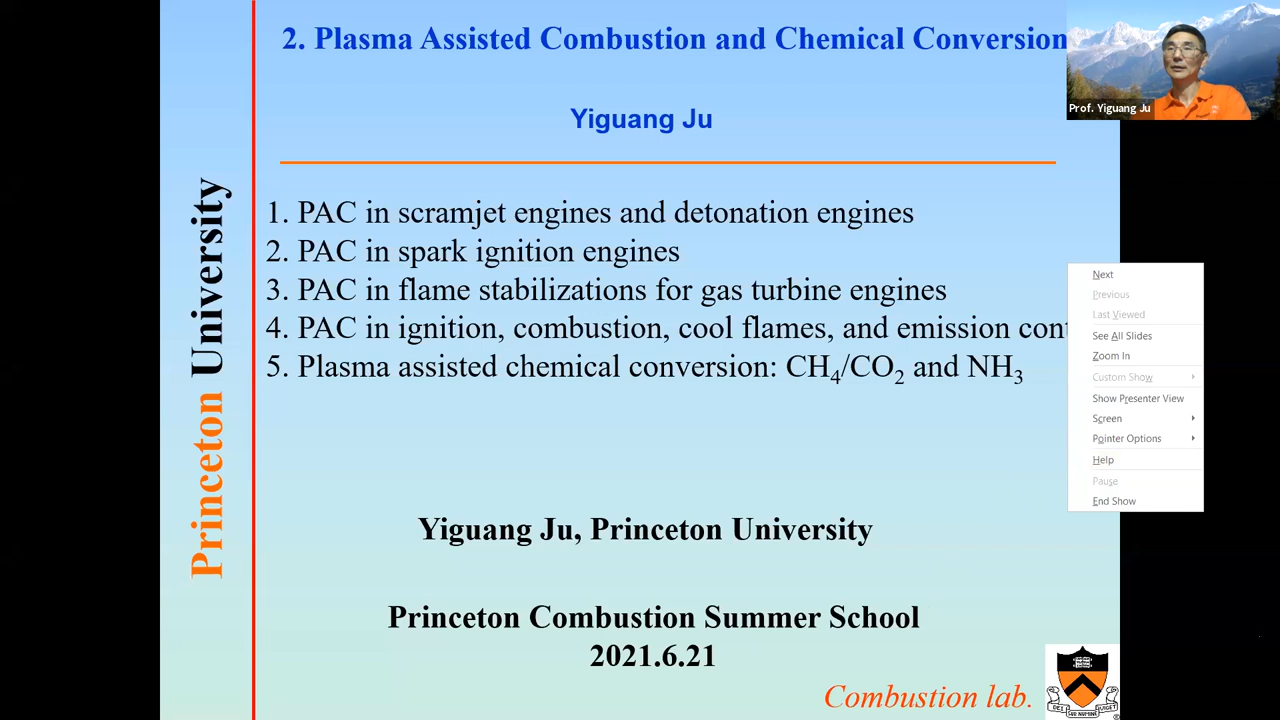 2. Plasma Assisted Combustion and Chemical Conversion
Yiguang Ju
Prof. Yiguang Ju
Princeton University
1. PAC in scramjet engines and detonation engines
2. PAC in spark ignition engines
3. PAC in flame stabilizations for gas turbine engines
4. PAC in ignition, combustion, cool flames, and emission cont
5. Plasma assisted chemical conversion: CH₄/CO₂ and NH₃
Next
Previous
Last Viewed
See All Slides
Zoom In
Custom Show
Show Presenter View
Screen
Pointer Options
Help
Pause
End Show
Yiguang Ju, Princeton University
Princeton Combustion Summer School
2021.6.21
Combustion lab.